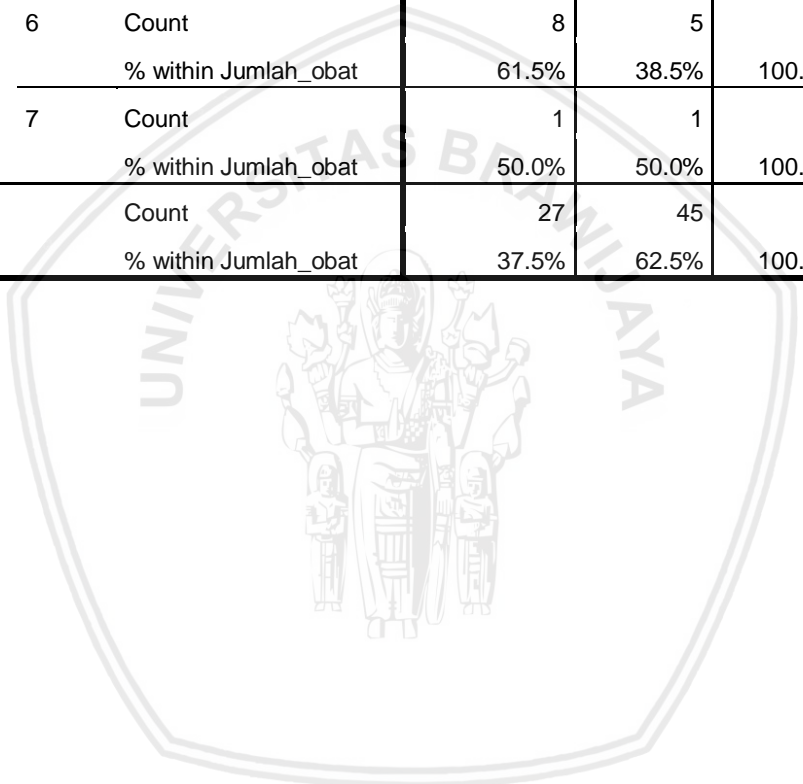 6 Count 8 5
% within Jumlah_obat 61.5% 38.5% 100.
7 Count 1 1
% within Jumlah_obat 50.0% 50.0% 100.
Count 27 45
% within Jumlah_obat 37.5% 62.5% 100.
UNIVERSITAS BRAWIJAYA